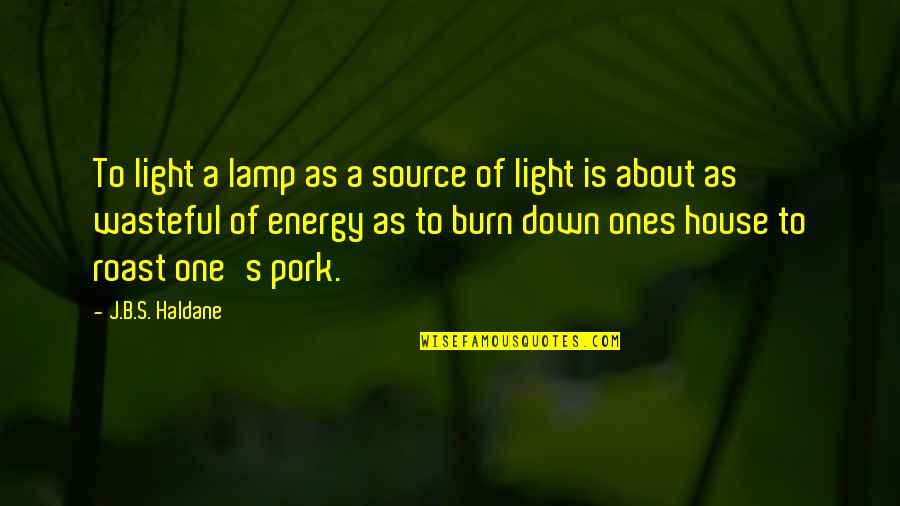 To light a lamp as a source of light is about as
wasteful of energy as to burn down ones house to
roast one s pork.
- J.B.S. Haldane
WISEFAMOUSQUOTES.COM